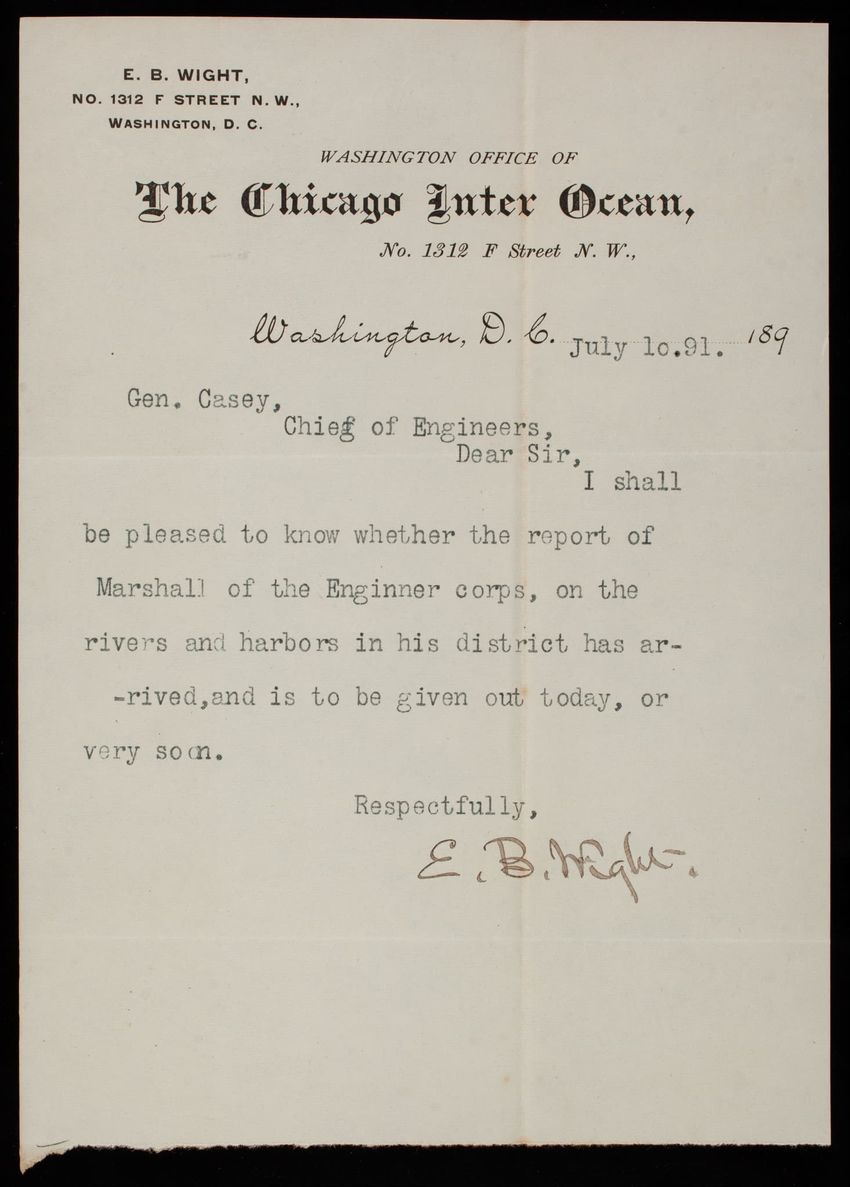 E. B. WIGHT,
NO. 1312 F STREET N. W.,
WASHINGTON, D. C.
WASHINGTON OFFICE OF
The Chicago Inter Ocean,
No. 1312 F Street N. W.,
Washington, D. C. July 1o.91. 189
Gen. Casey,
Chief of Engineers,
Dear Sir,
I shall
be pleased to know whether the report of
Marshall of the Enginner corps, on the
rivers and harbors in his district has ar-
-rived,and is to be given out today, or
very soon.
Respectfully,
E. B. Wight.